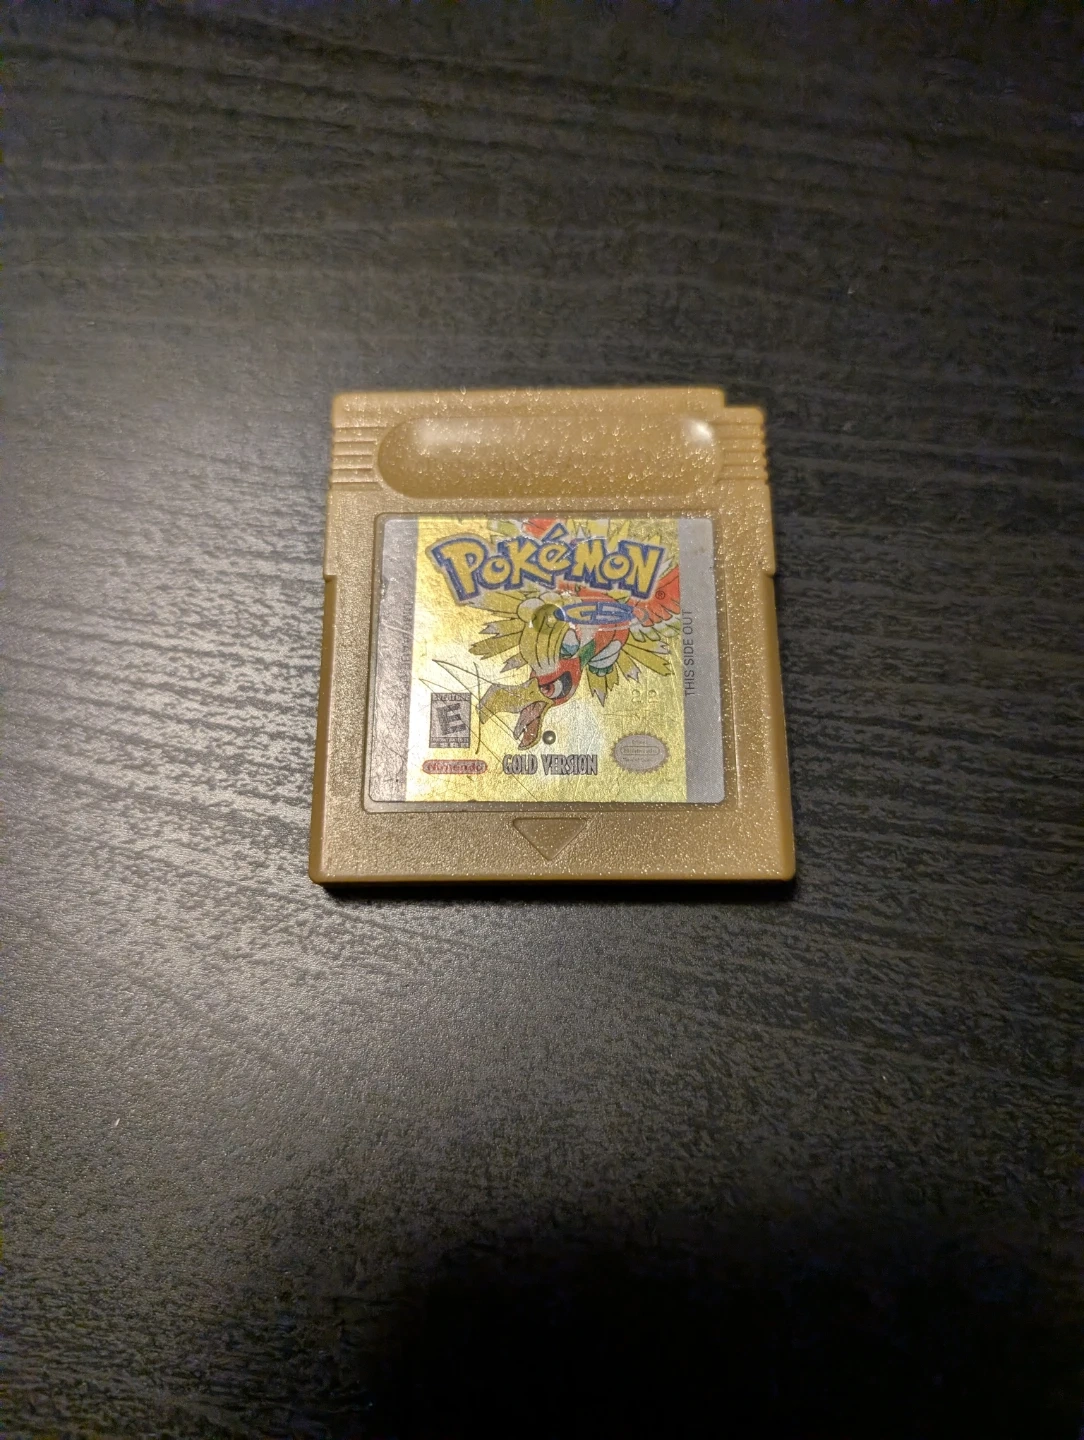 POKéMON®
THIS SIDE OUT
E
Nintendo
GOLD VERSION